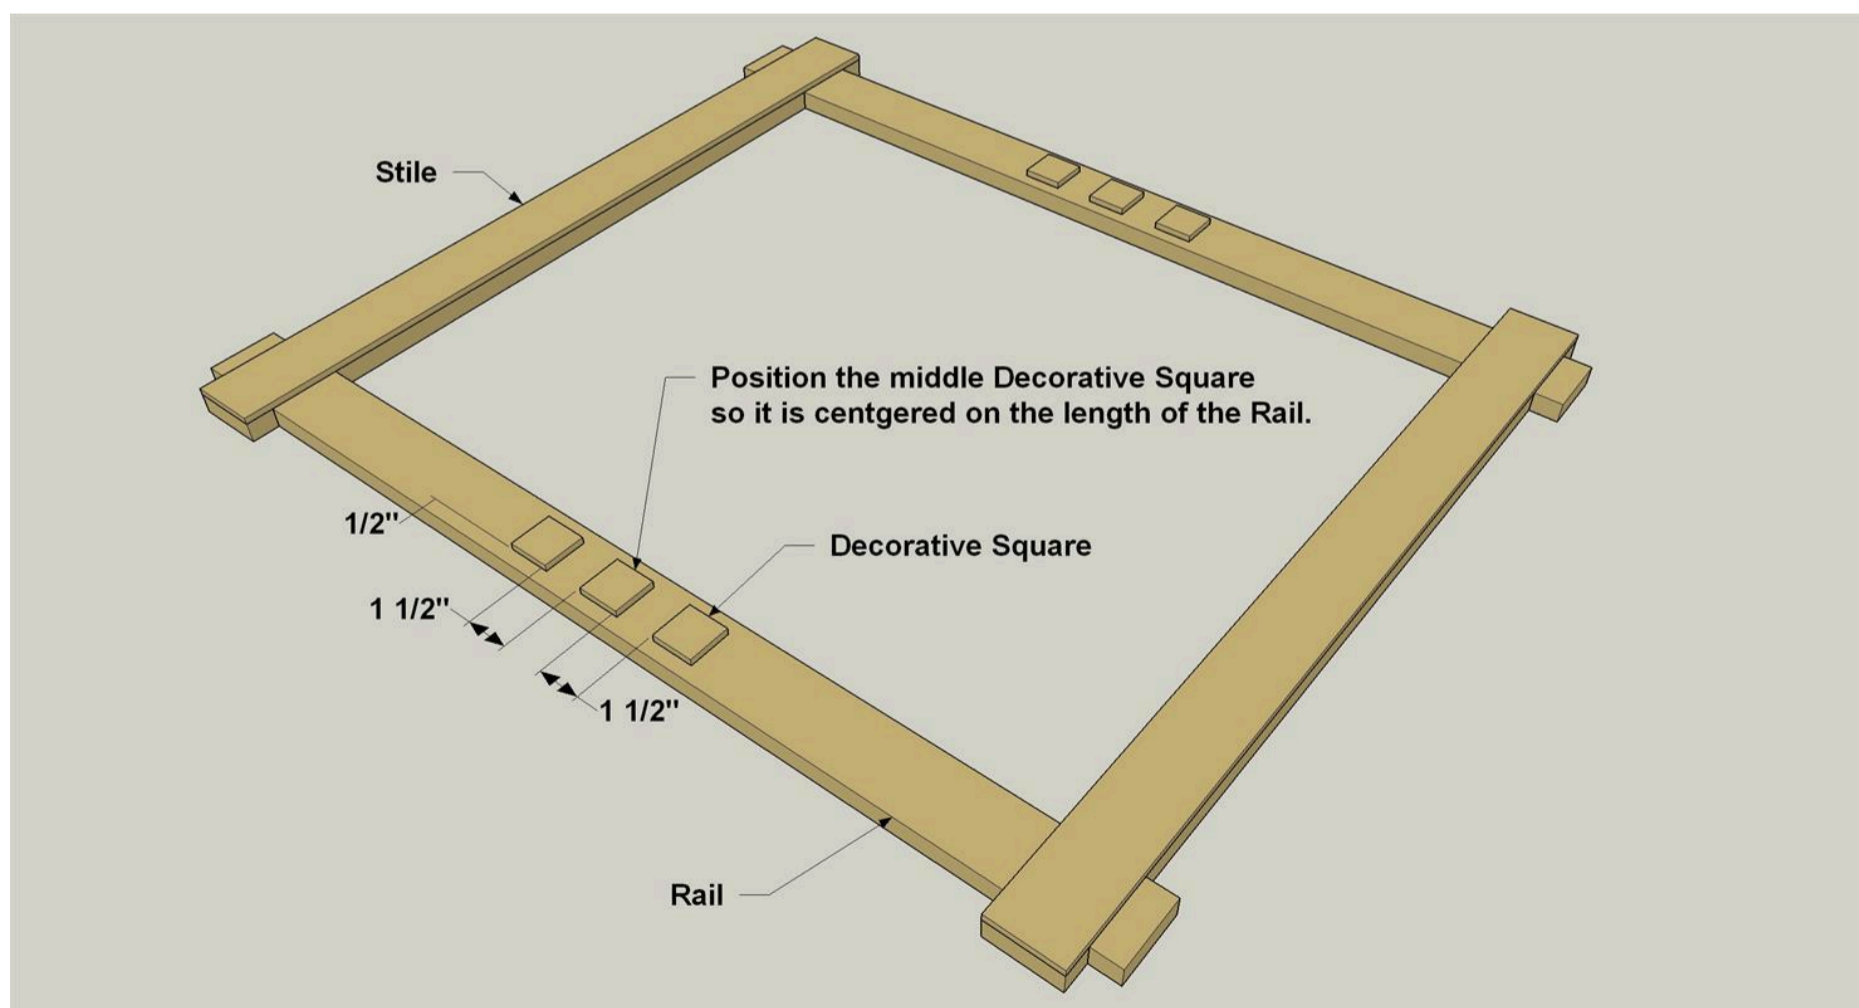 Stile
Position the middle Decorative Square
so it is centgered on the length of the Rail.
1/2"
Decorative Square
1 1/2"
1 1/2"
Rail